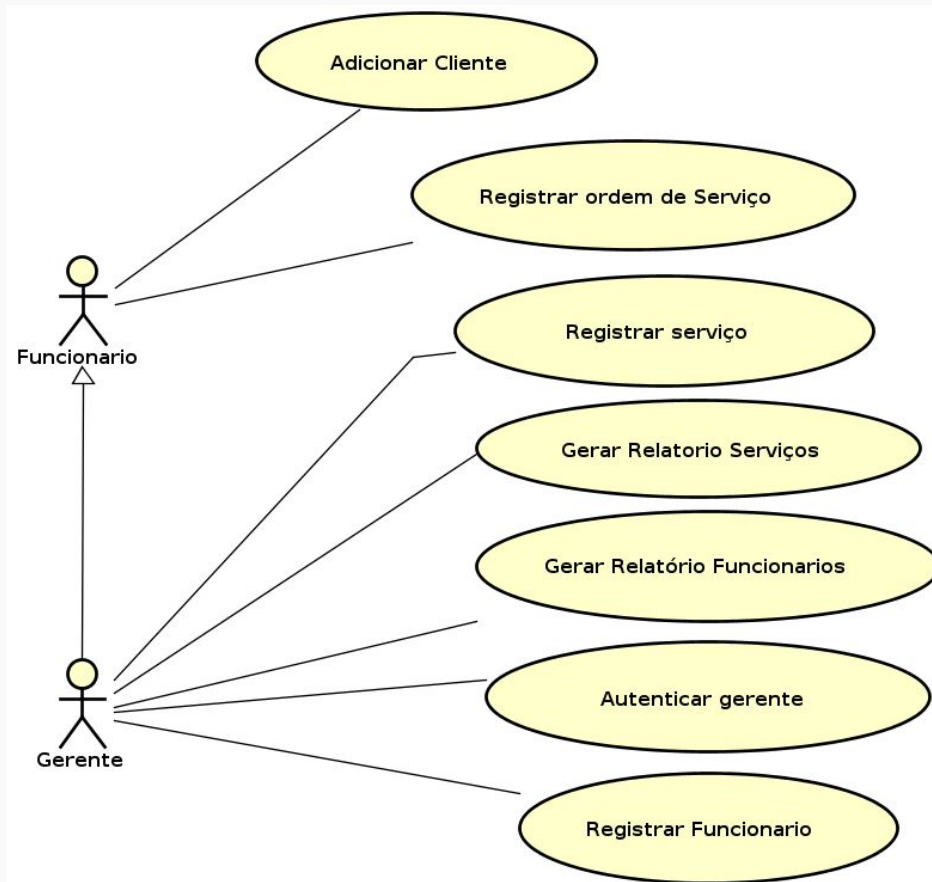 Adicionar Cliente
Registrar ordem de Serviço
Registrar serviço
Funcionario
Gerar Relatorio Serviços
Gerar Relatório Funcionarios
Autenticar gerente
Gerente
Registrar Funcionario